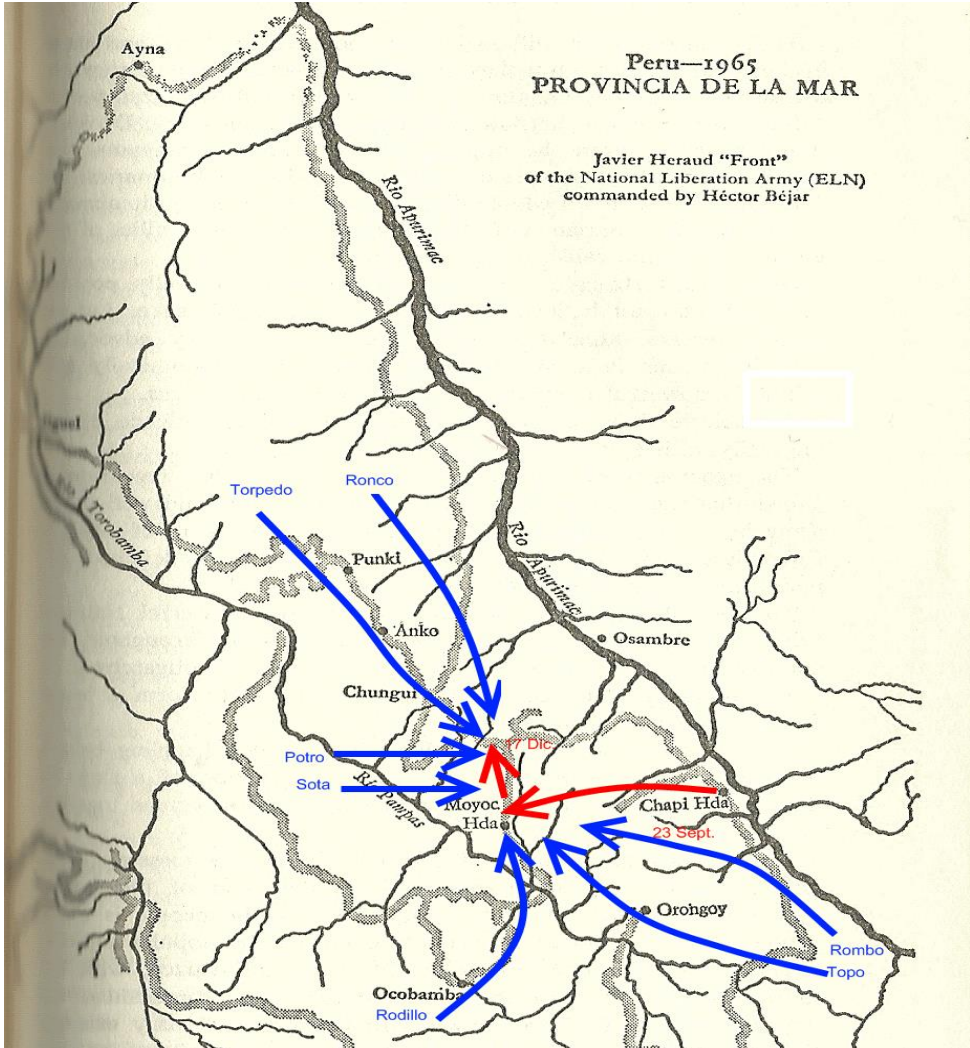 Peru—1965
PROVINCIA DE LA MAR
Javier Heraud "Front"
of the National Liberation Army (ELN)
commanded by Héctor Béjar
Ayna
Rio Apurimac
Torpedo
Ronco
Rio
Torobamba
Punki
Rio Apurimac
Anko
Osambre
Chungui
17 Dic.
Potro
Sota
Rio Pampas
Moyoc
Hda
Chapi Hda
23 Sept.
Orongoy
Rombo
Topo
Ocobamba
Rodillo